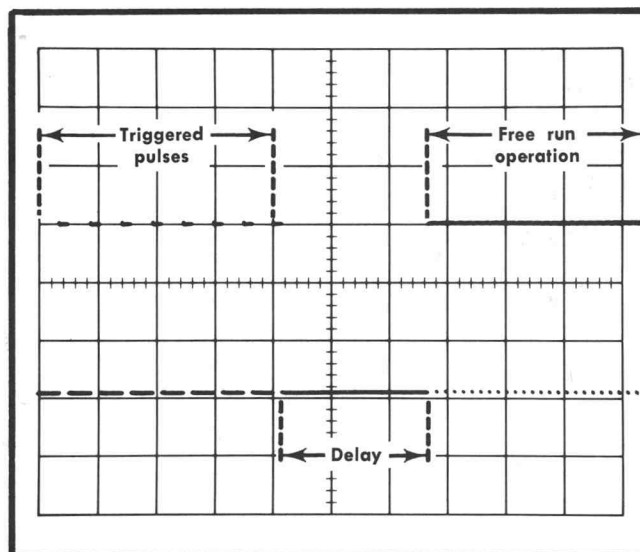 Triggered
pulses
Free run
operation
Delay